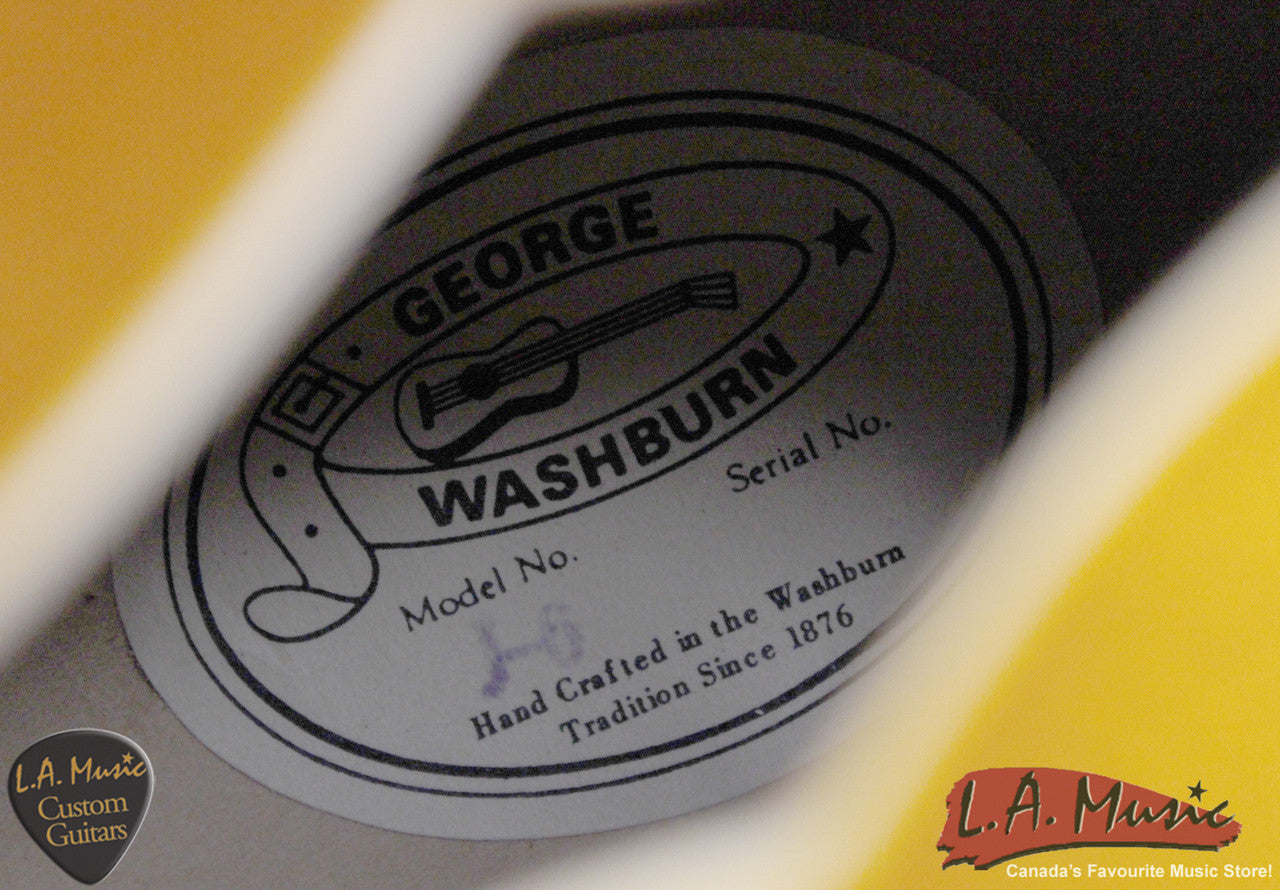 GEORGE
WASHBURN
Model No.
Serial No.
J-6
Hand Crafted in the Washburn
Tradition Since 1876
L.A. Music
Custom
Guitars
L.A. Music
Canada's Favourite Music Store!